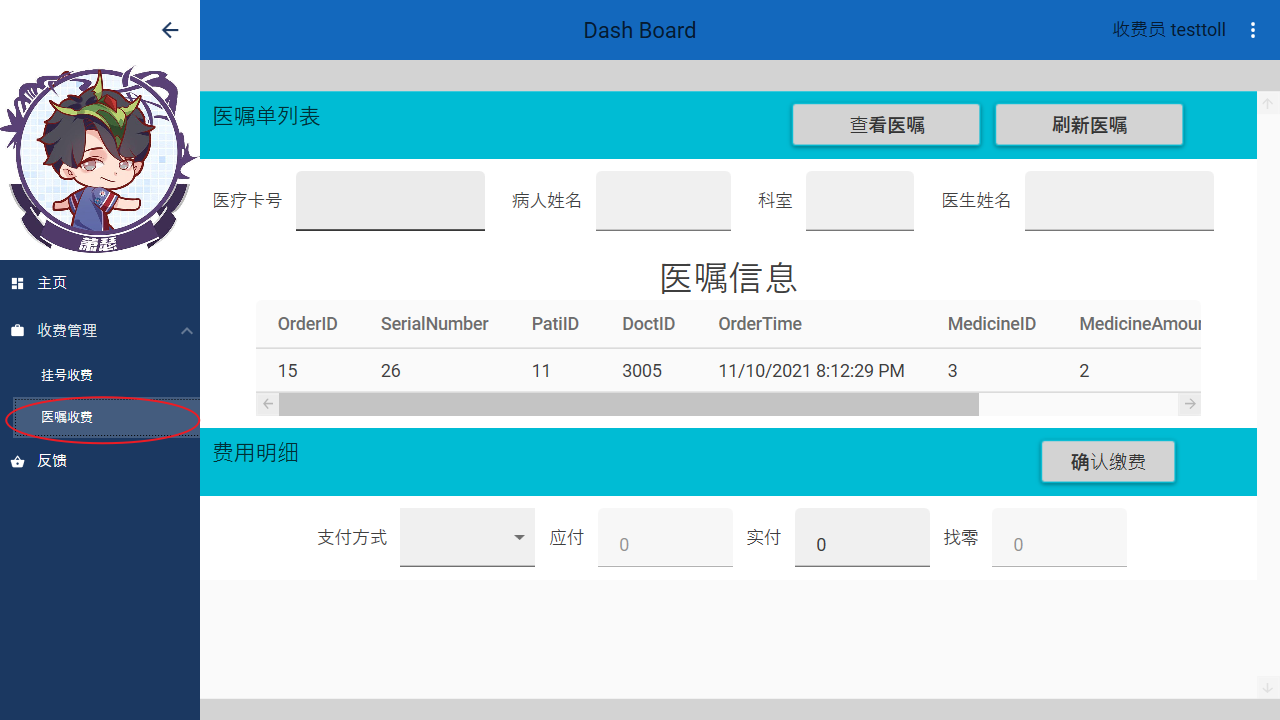 Dash Board
收费员 testtoll
萧瑟
主页
收费管理
挂号收费
医嘱收费
反馈
医嘱单列表
查看医嘱
刷新医嘱
医疗卡号
病人姓名
科室
医生姓名
医嘱信息
OrderID SerialNumber PatiID DoctID OrderTime MedicineID MedicineAmoun
15 26 11 3005 11/10/2021 8:12:29 PM 3 2
费用明细
确认缴费
支付方式
应付 0
实付 0
找零 0